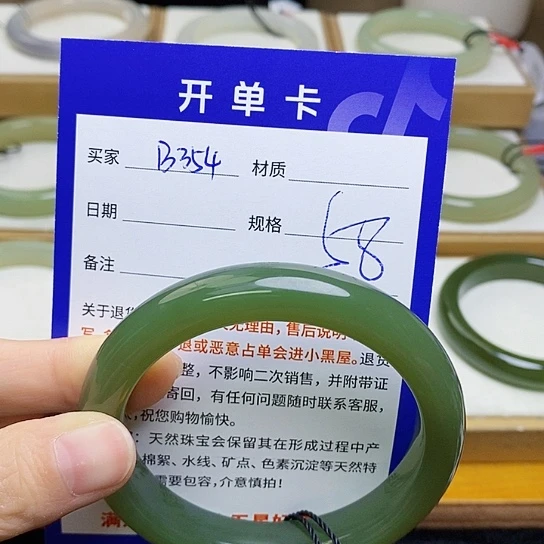 开单卡
买家 B354 材质
日期 规格 58
备注
关于退货
无理由，售后说明
退或恶意占单会进小黑屋。退货
整，不影响二次销售，并附带证
寄回，有任何问题随时联系客服，
祝您购物愉快。
：天然珠宝会保留其在形成过程中产
棉絮、水线、矿点、色素沉淀等天然特
需要包容，介意慎拍！
满